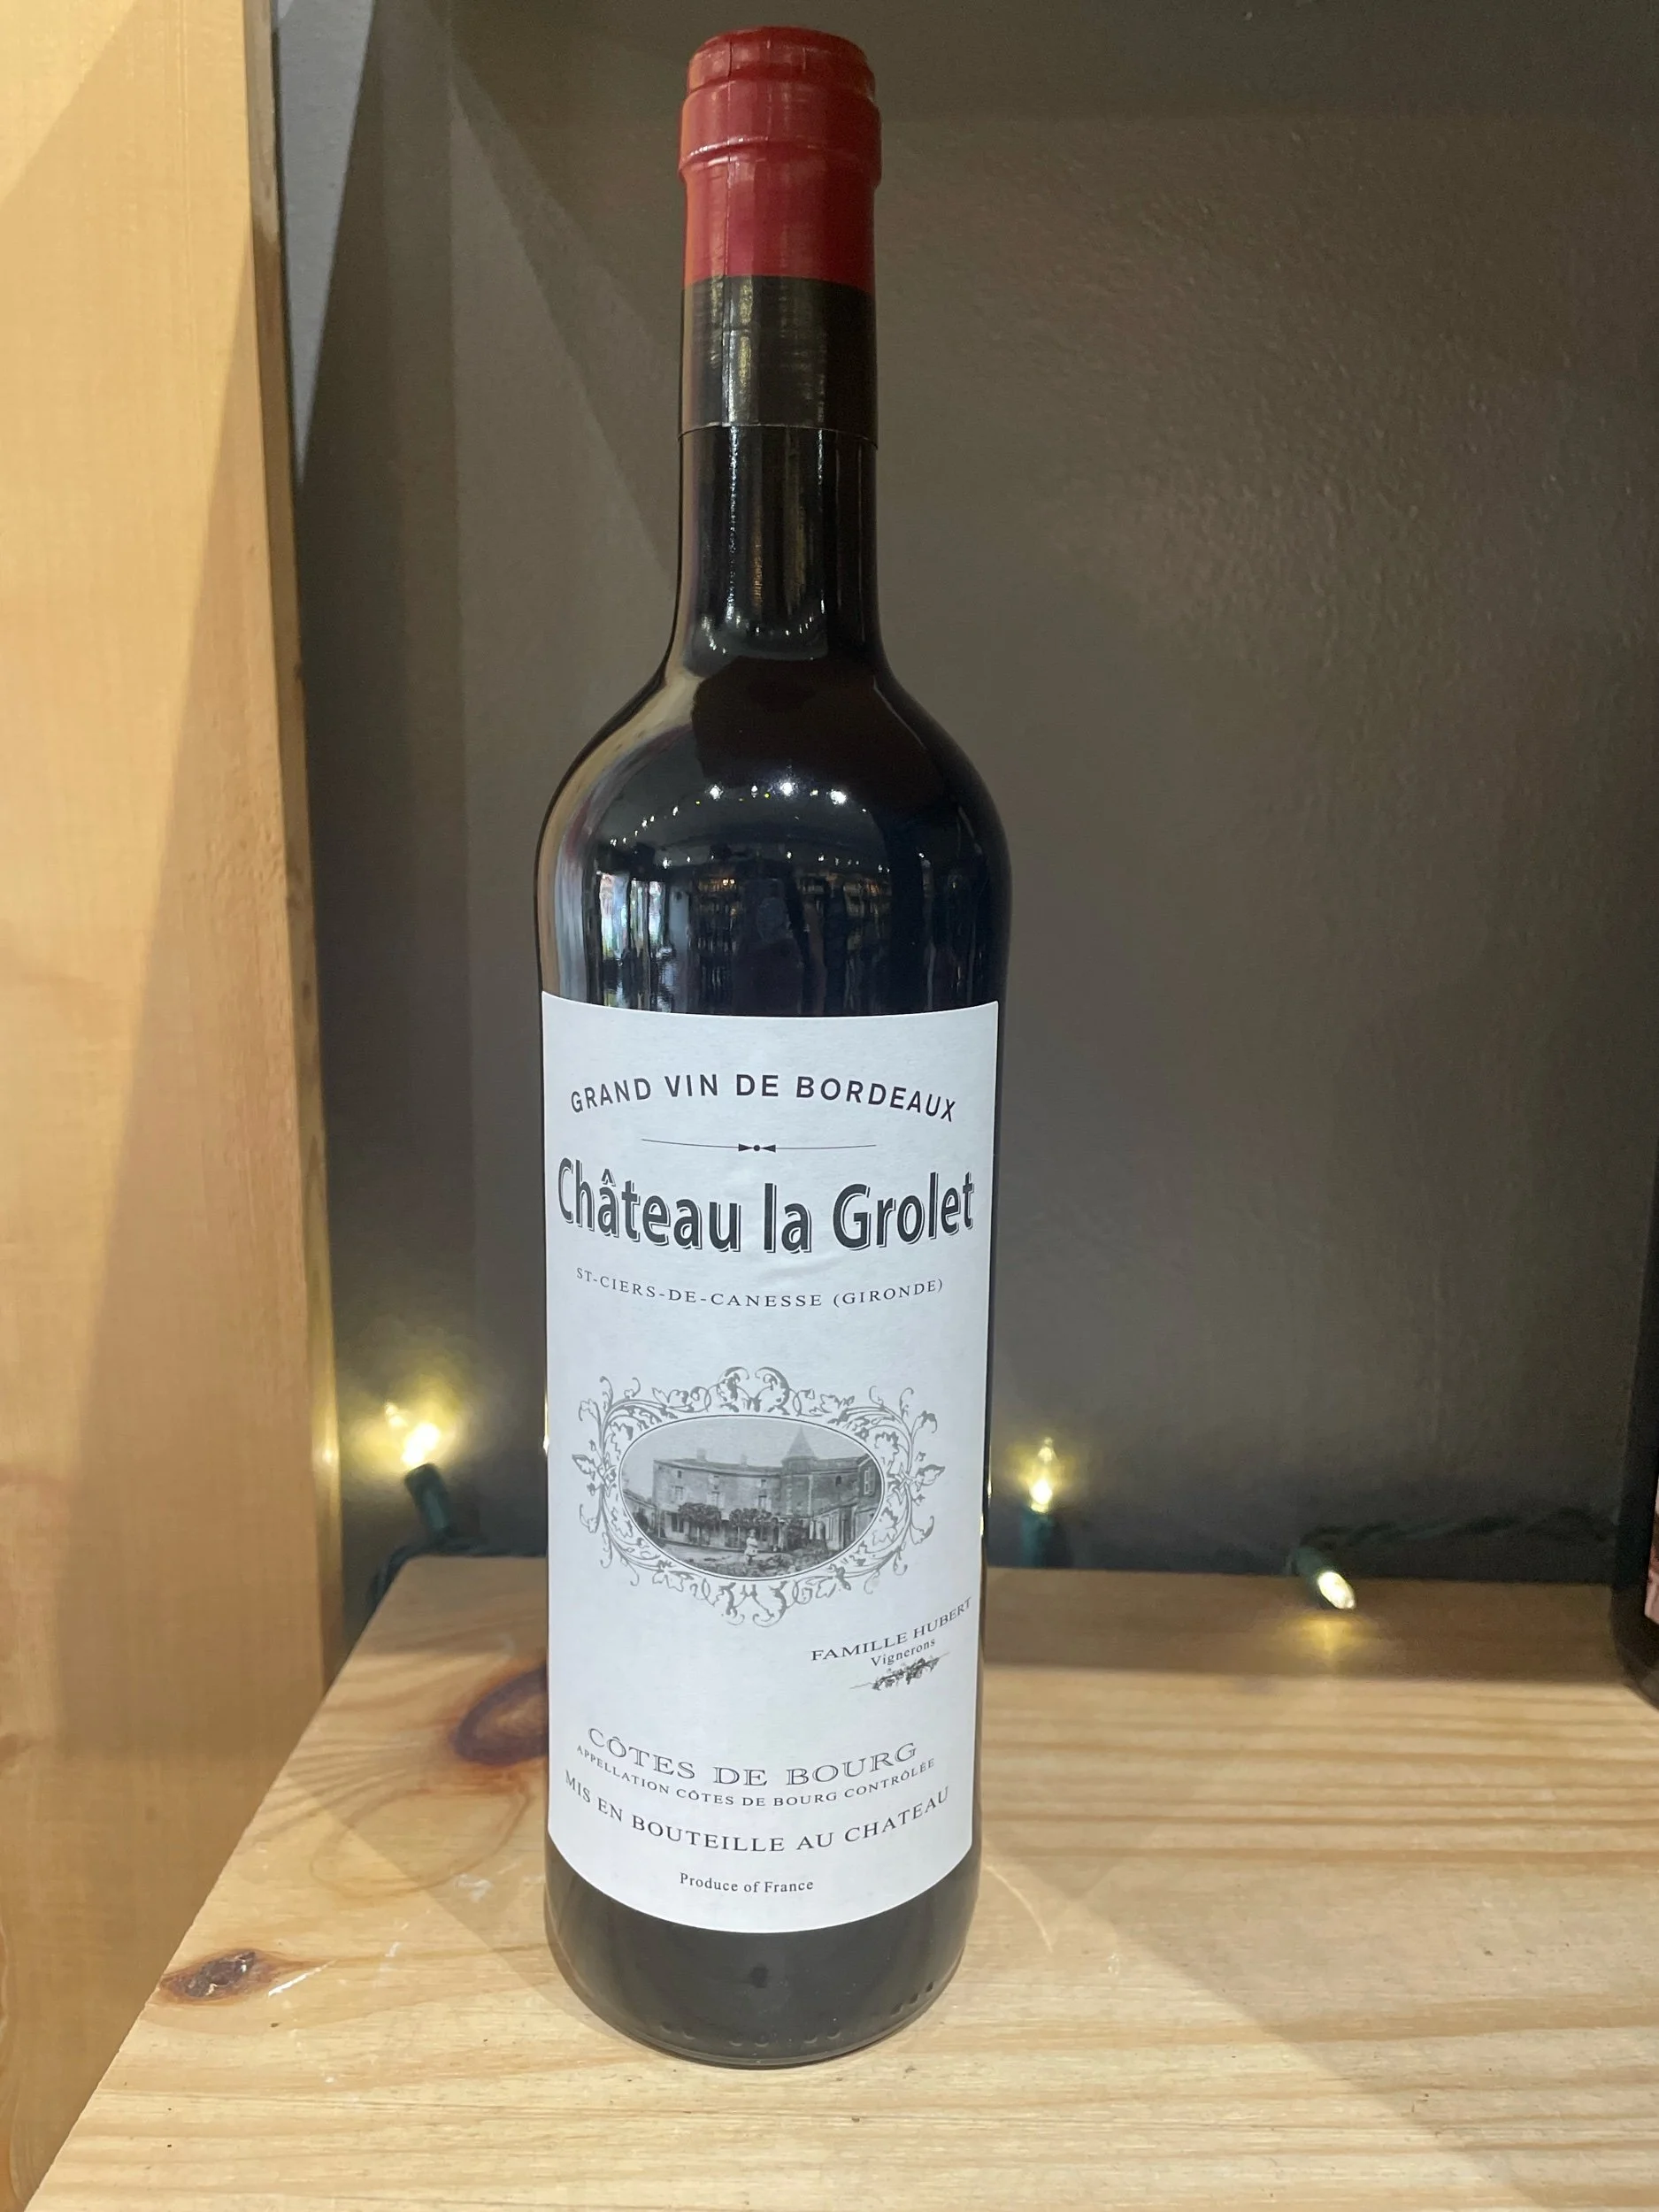 GRAND VIN DE BORDEAUX
Château la Grolet
ST-CIERS-DE-CANESSE (GIRONDE)
FAMILLE HUBERT
Vignerons
CÔTES DE BOURG
APPELLATION CÔTES DE BOURG CONTRÔLÉE
MIS EN BOUTEILLE AU CHATEAU
Produce of France